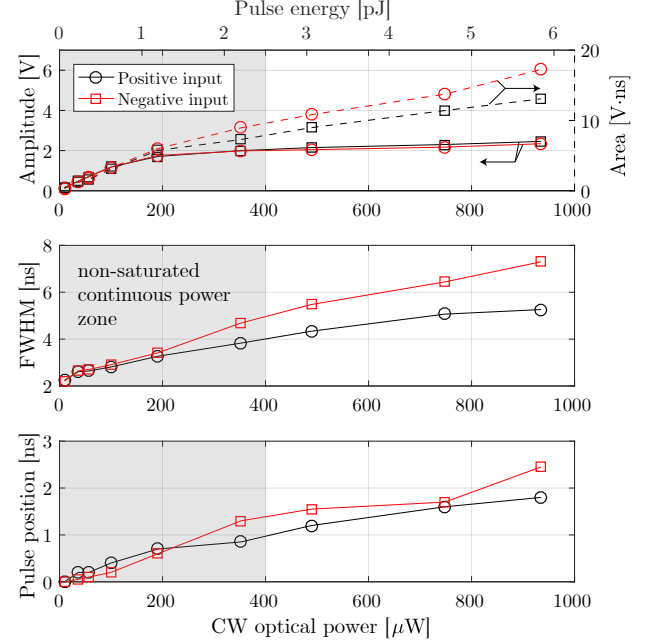 Pulse energy [pJ]
0 1 2 3 4 5 6
Amplitude [V]
6
4
2
0
Positive input
Negative input
20
10
0
Area [V·ns]
0 200 400 600 800 1000
FWHM [ns]
8
6
4
2
non-saturated
continuous power
zone
0 200 400 600 800 1000
Pulse position [ns]
3
2
1
0
0 200 400 600 800 1000
CW optical power [μW]